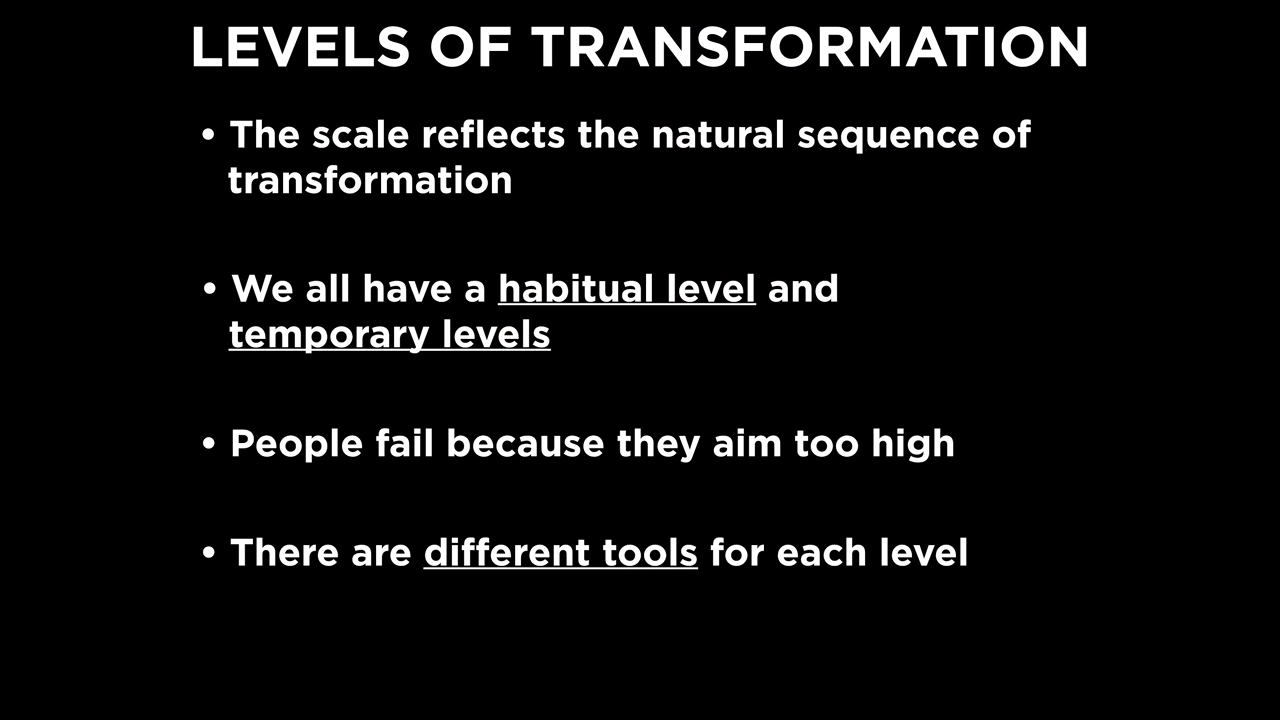 LEVELS OF TRANSFORMATION
• The scale reflects the natural sequence of
transformation
• We all have a habitual level and
temporary levels
• People fail because they aim too high
• There are different tools for each level